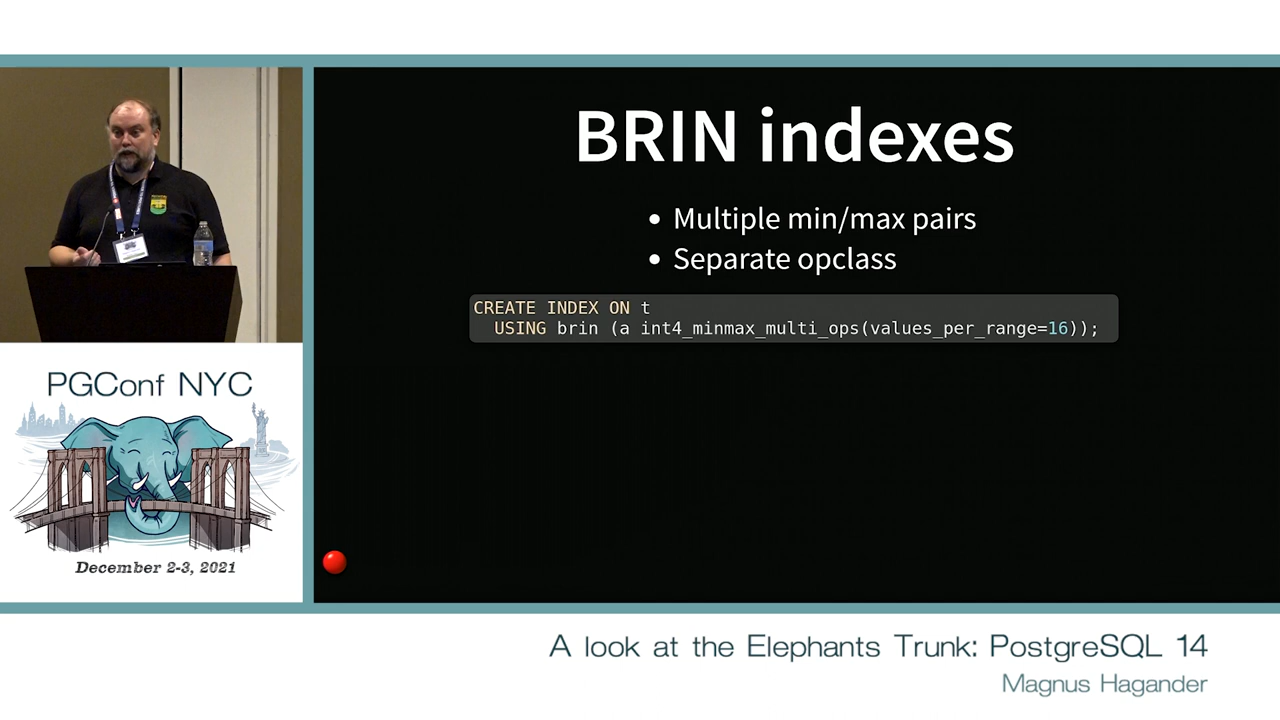 BRIN indexes
• Multiple min/max pairs
• Separate opclass
CREATE INDEX ON t
USING brin (a int4_minmax_multi_ops(values_per_range=16));
PGConf NYC
December 2-3, 2021
A look at the Elephants Trunk: PostgreSQL 14
Magnus Hagander